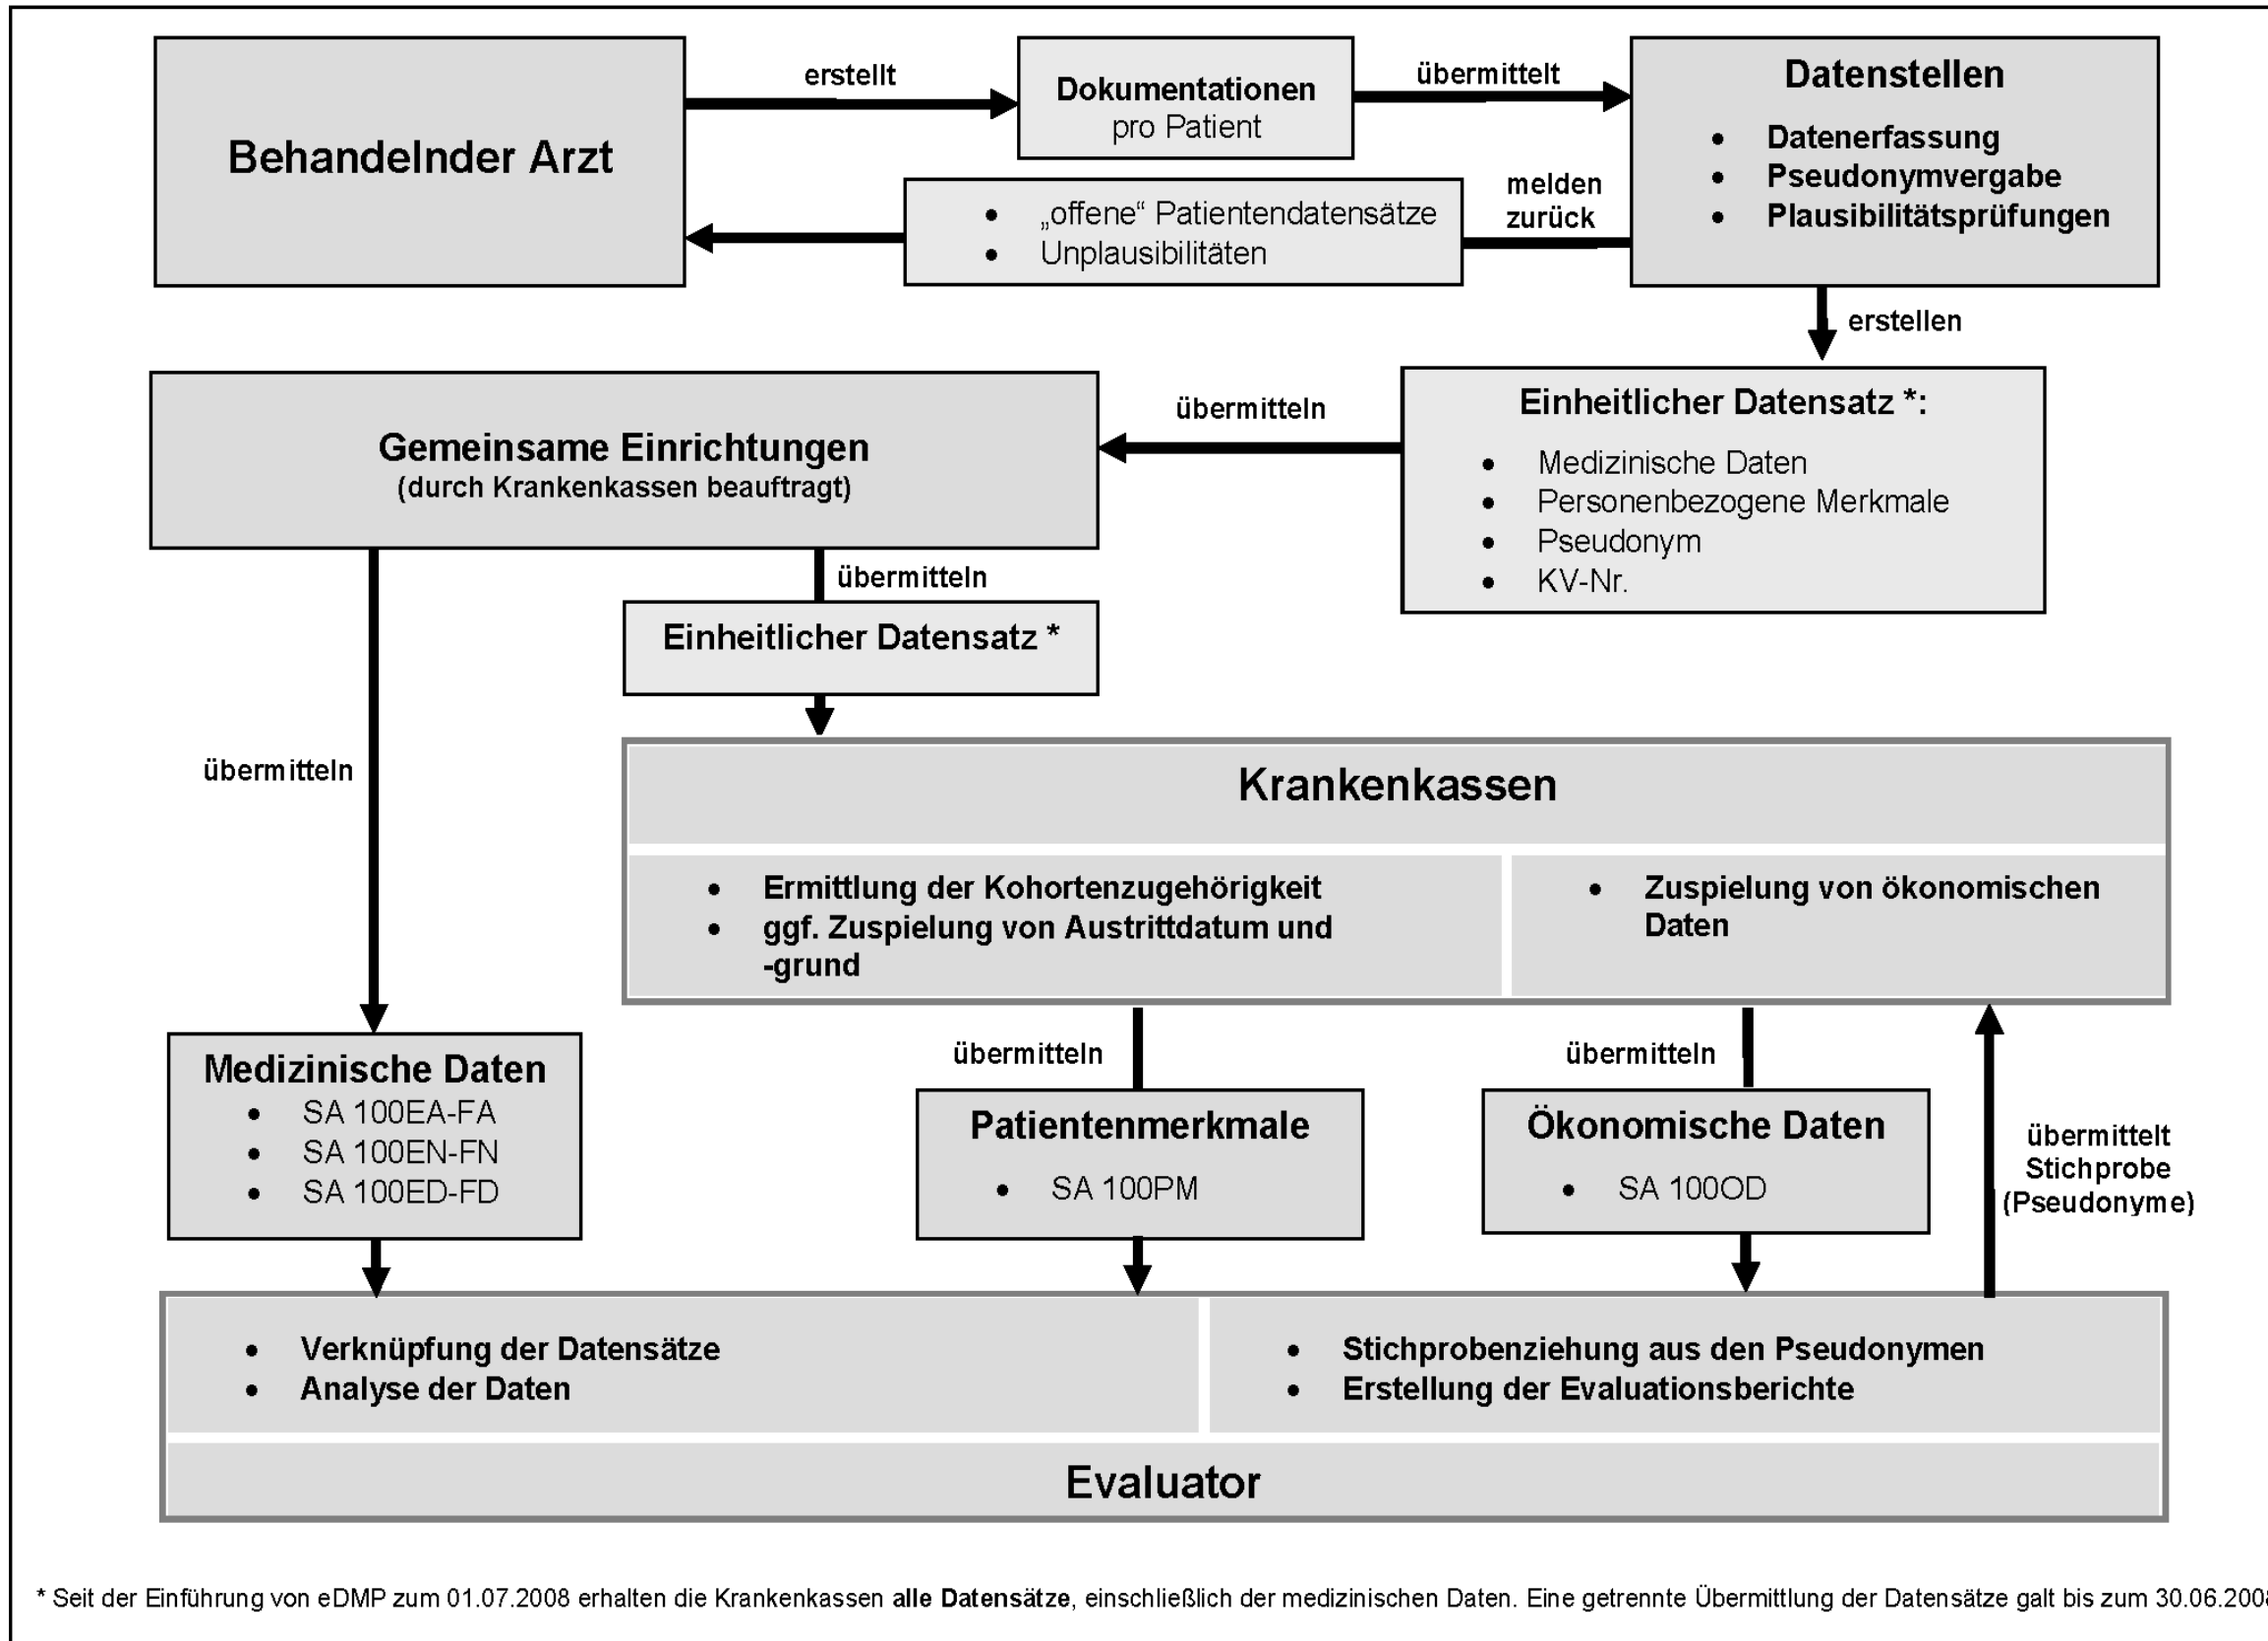 Behandelnder Arzt
erstellt
Dokumentationen
pro Patient
übermittelt
Datenstellen
• Datenerfassung
• Pseudonymvergabe
• Plausibilitätsprüfungen
melden
zurück
• „offene“ Patientendatensätze
• Unplausibilitäten
erstellen
Einheitlicher Datensatz *:
• Medizinische Daten
• Personenbezogene Merkmale
• Pseudonym
• KV-Nr.
übermitteln
Gemeinsame Einrichtungen
(durch Krankenkassen beauftragt)
übermitteln
Einheitlicher Datensatz *
übermitteln
Krankenkassen
• Ermittlung der Kohortenzugehörigkeit
• ggf. Zuspielung von Austrittdatum und
-grund
• Zuspielung von ökonomischen
Daten
Medizinische Daten
• SA 100EA-FA
• SA 100EN-FN
• SA 100ED-FD
übermitteln
Patientenmerkmale
• SA 100PM
übermitteln
Ökonomische Daten
• SA 100OD
übermittelt
Stichprobe
(Pseudonyme)
• Verknüpfung der Datensätze
• Analyse der Daten
• Stichprobenziehung aus den Pseudonymen
• Erstellung der Evaluationsberichte
Evaluator
* Seit der Einführung von eDMP zum 01.07.2008 erhalten die Krankenkassen alle Datensätze, einschließlich der medizinischen Daten. Eine getrennte Übermittlung der Datensätze galt bis zum 30.06.2008